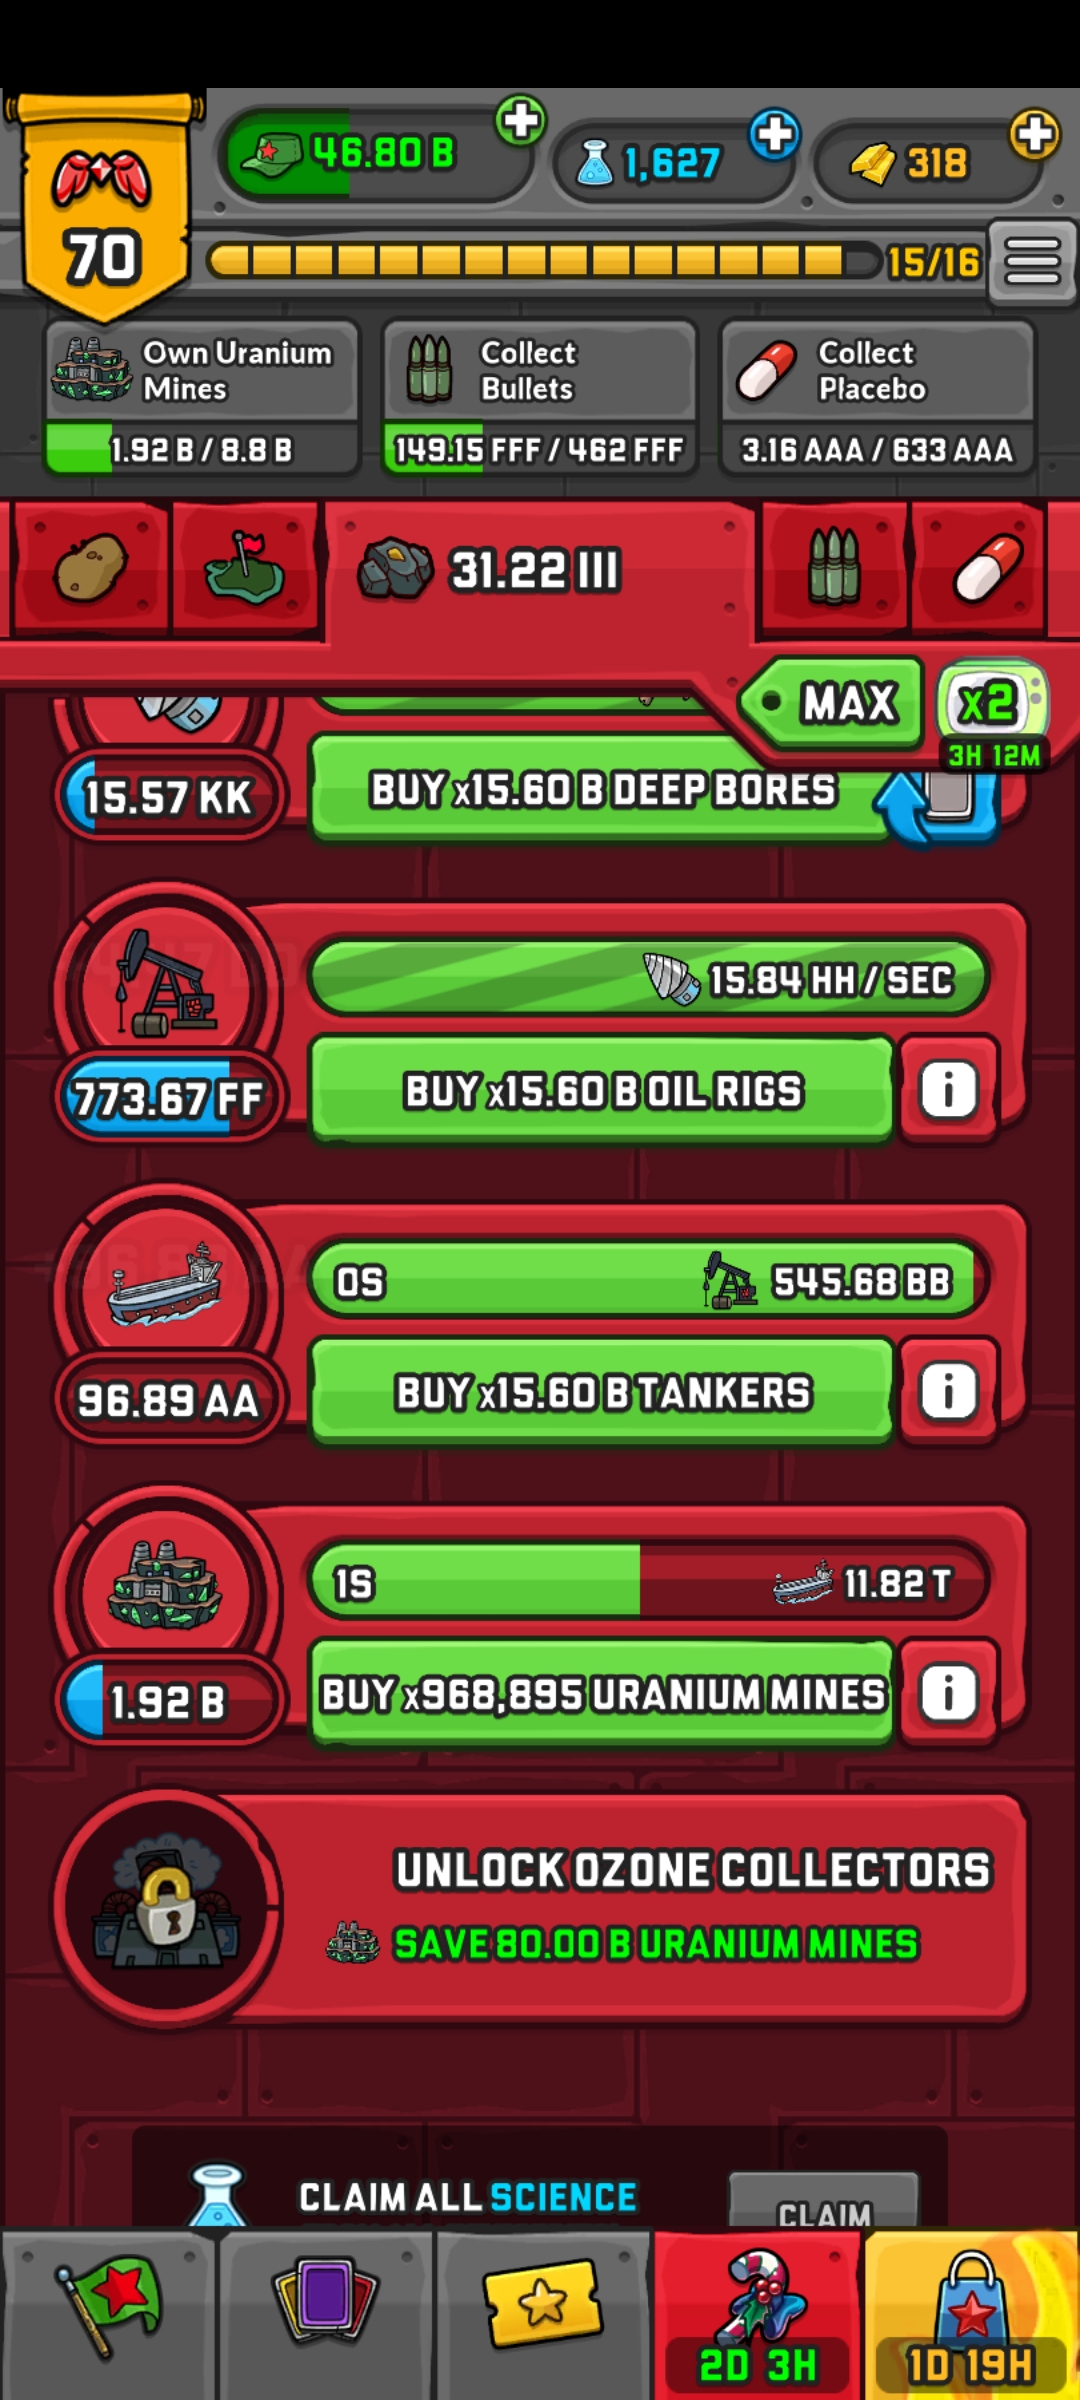 46.80 B
1,627
318
70
15/16
Own Uranium
Mines
1.92 B / 8.8 B
Collect
Bullets
149.15 FFF / 462 FFF
Collect
Placebo
3.16 AAA / 633 AAA
31.22 III
MAX
x2
3H 12M
15.57 KK
BUY x15.60 B DEEP BORES
15.84 HH / SEC
773.67 FF
BUY x15.60 B OIL RIGS
i
0S
545.68 BB
96.89 AA
BUY x15.60 B TANKERS
i
1S
11.82 T
1.92 B
BUY x968,895 URANIUM MINES
i
UNLOCK OZONE COLLECTORS
SAVE 80.00 B URANIUM MINES
CLAIM ALL SCIENCE
CLAIM
2D 3H
1D 19H